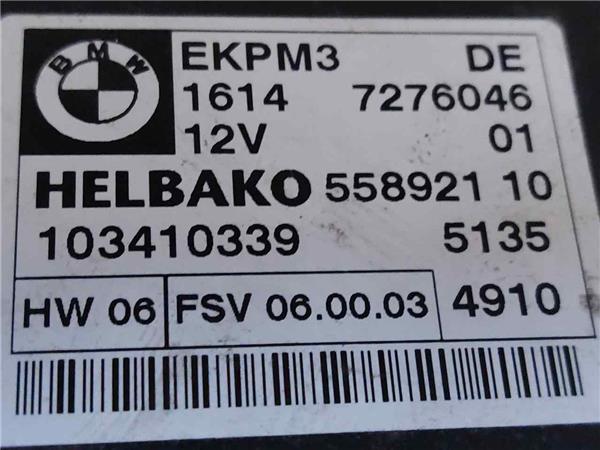 BMW
EKPM3 DE
1614 7276046
12V 01
HELBAKO 558921 10
103410339 5135
HW 06 FSV 06.00.03 4910